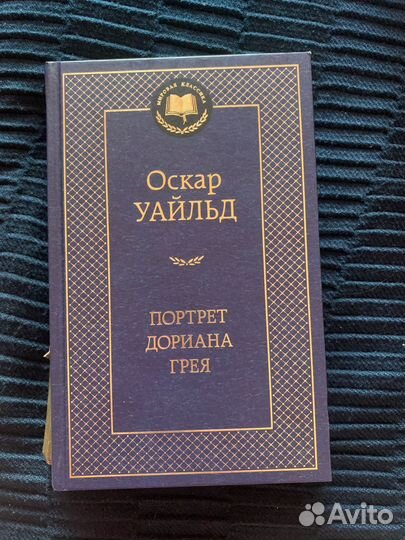 МИРОВАЯ КЛАССИКА
Оскар
УАЙЛЬД
ПОРТРЕТ
ДОРИАНА
ГРЕЯ
Avito